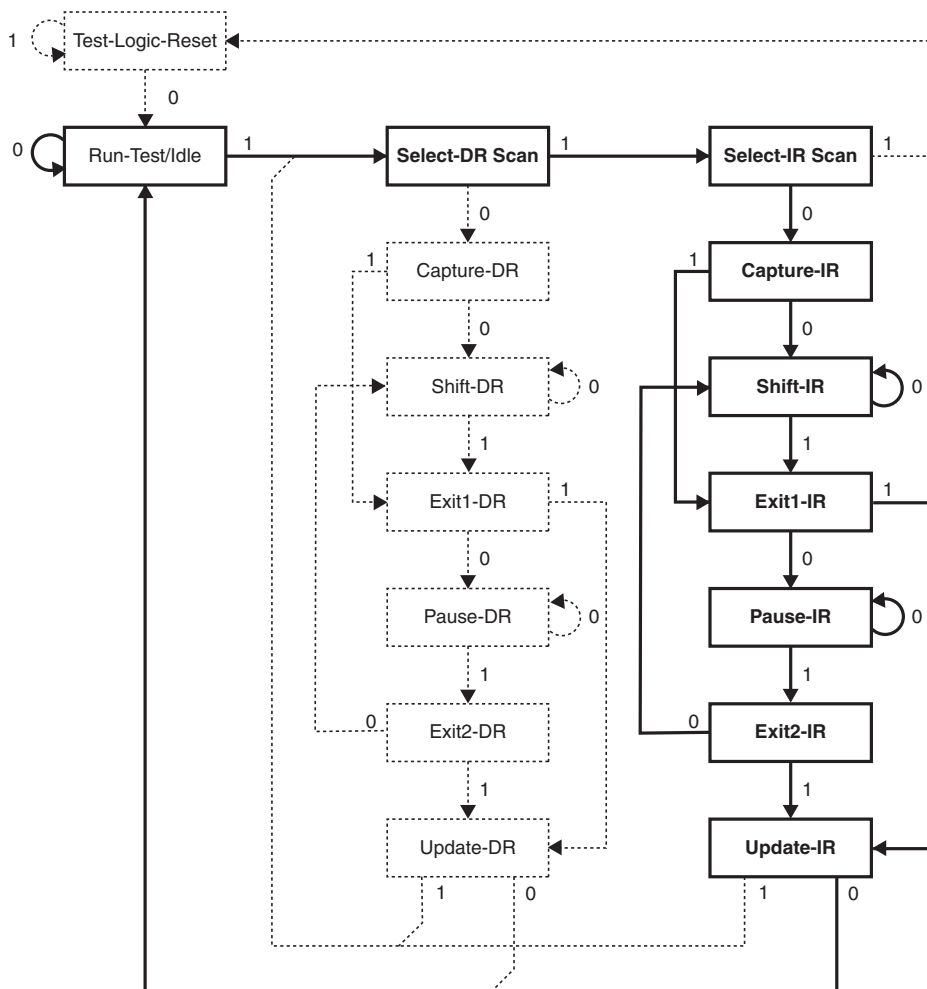 1 Test-Logic-Reset
0
0 Run-Test/Idle 1 Select-DR Scan 1 Select-IR Scan 1
0 0
1 Capture-DR 1 Capture-IR
0 0
Shift-DR 0 Shift-IR 0
1 1
Exit1-DR 1 Exit1-IR 1
0 0
Pause-DR 0 Pause-IR 0
1 1
0 Exit2-DR 0 Exit2-IR
1 1
Update-DR Update-IR
1 0 1 0